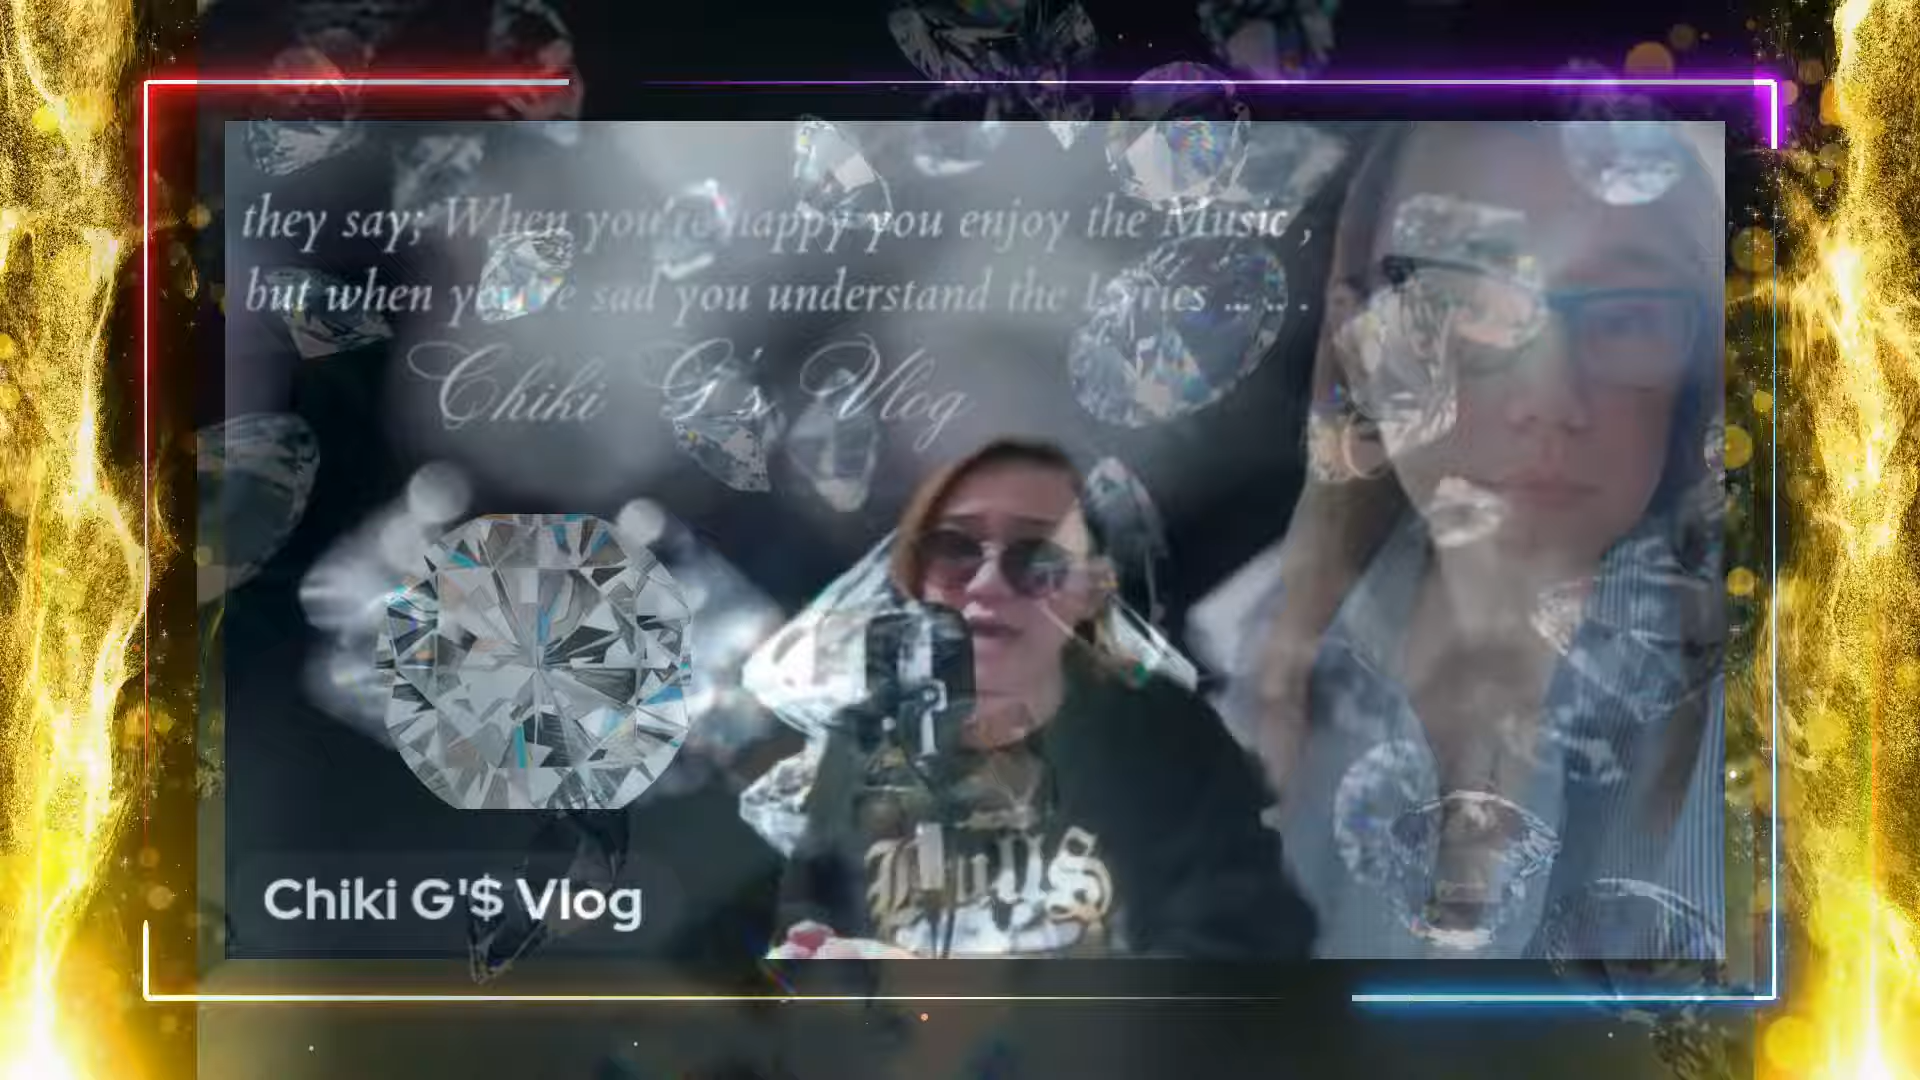 they say; When you're happy you enjoy the Music ,
but when you're sad you understand the Lyrics ... ... .
Chiki G's Vlog
Chiki G'$ Vlog